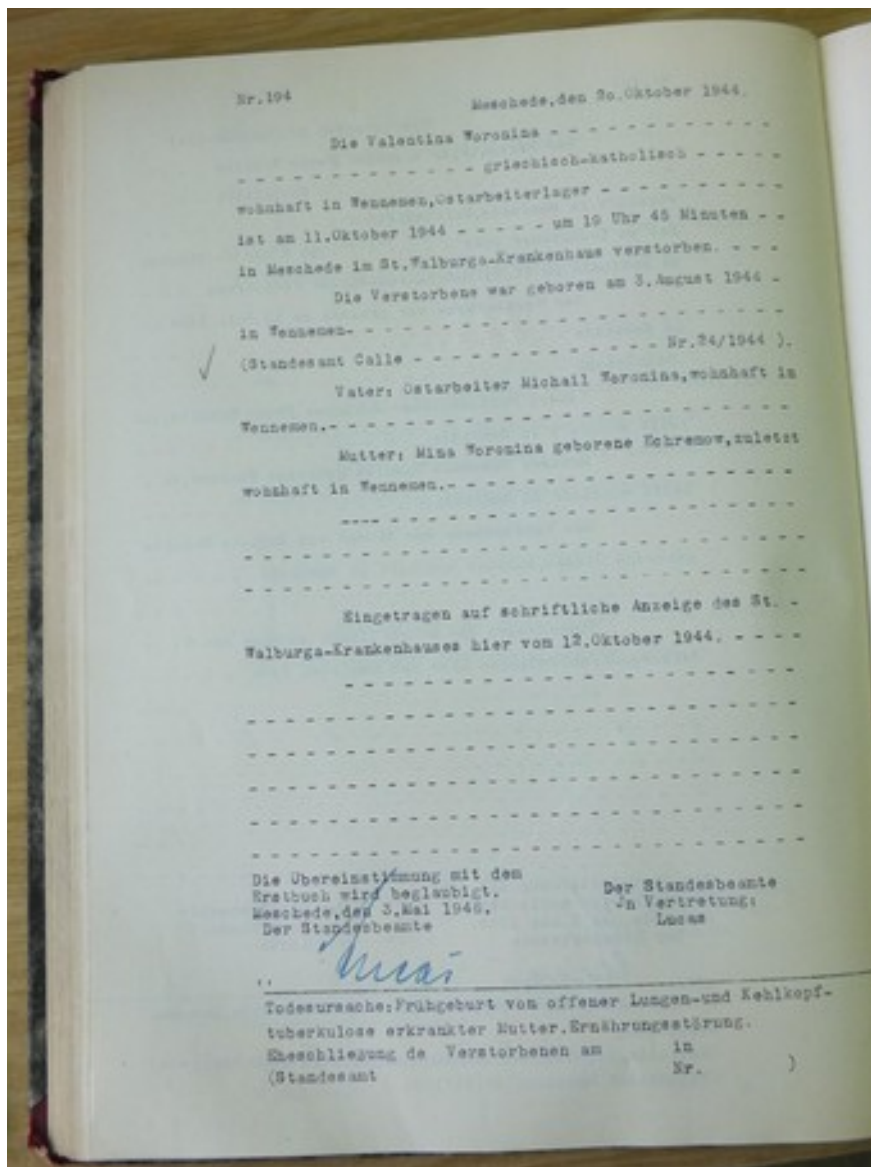 Nr.194 Meschede,den 20.Oktober 1944.
Die Valentina Woronina - - - - - - - - - - - -
- - - - - - - - - - - - griechisch-katholisch - - - - -
wohnhaft in Wennemen,Ostarbeiterlager - - - - - - - - - -
ist am 11.Oktober 1944 - - - - - um 19 Uhr 45 Minuten - -
in Meschede im St.Walburga-Krankenhaus verstorben. - - -
Die Verstorbene war geboren am 3.August 1944 -
in Wennemen- - - - - - - - - - - - - - - - - - -
(Standesamt Calle - - - - - - - - - - - - - Nr.24/1944 ).
Vater: Ostarbeiter Michail Woronina,wohnhaft in
Wennemen.- - - - - - - - - - - - - - - - - - -
Mutter: Mina Woronina geborene Echremow,zuletzt
wohnhaft in Wennemen.- - - - - - - - - - - - - -
Eingetragen auf schriftliche Anzeige des St. -
Walburga-Krankenhauses hier vom 12.Oktober 1944. - - - -
Die Übereinstimmung mit dem
Erstbuch wird beglaubigt.
Meschede,den 3.Mai 1946.
Der Standesbeamte
Der Standesbeamte
Jn Vertretung:
Lucas
Lucas
Todesursache:Frühgeburt von offener Lungen-und Kehlkopf-
tuberkulose erkrankter Mutter.Ernährungsstörung.
Eheschließung de Verstorbenen am in
(Standesamt Nr. )